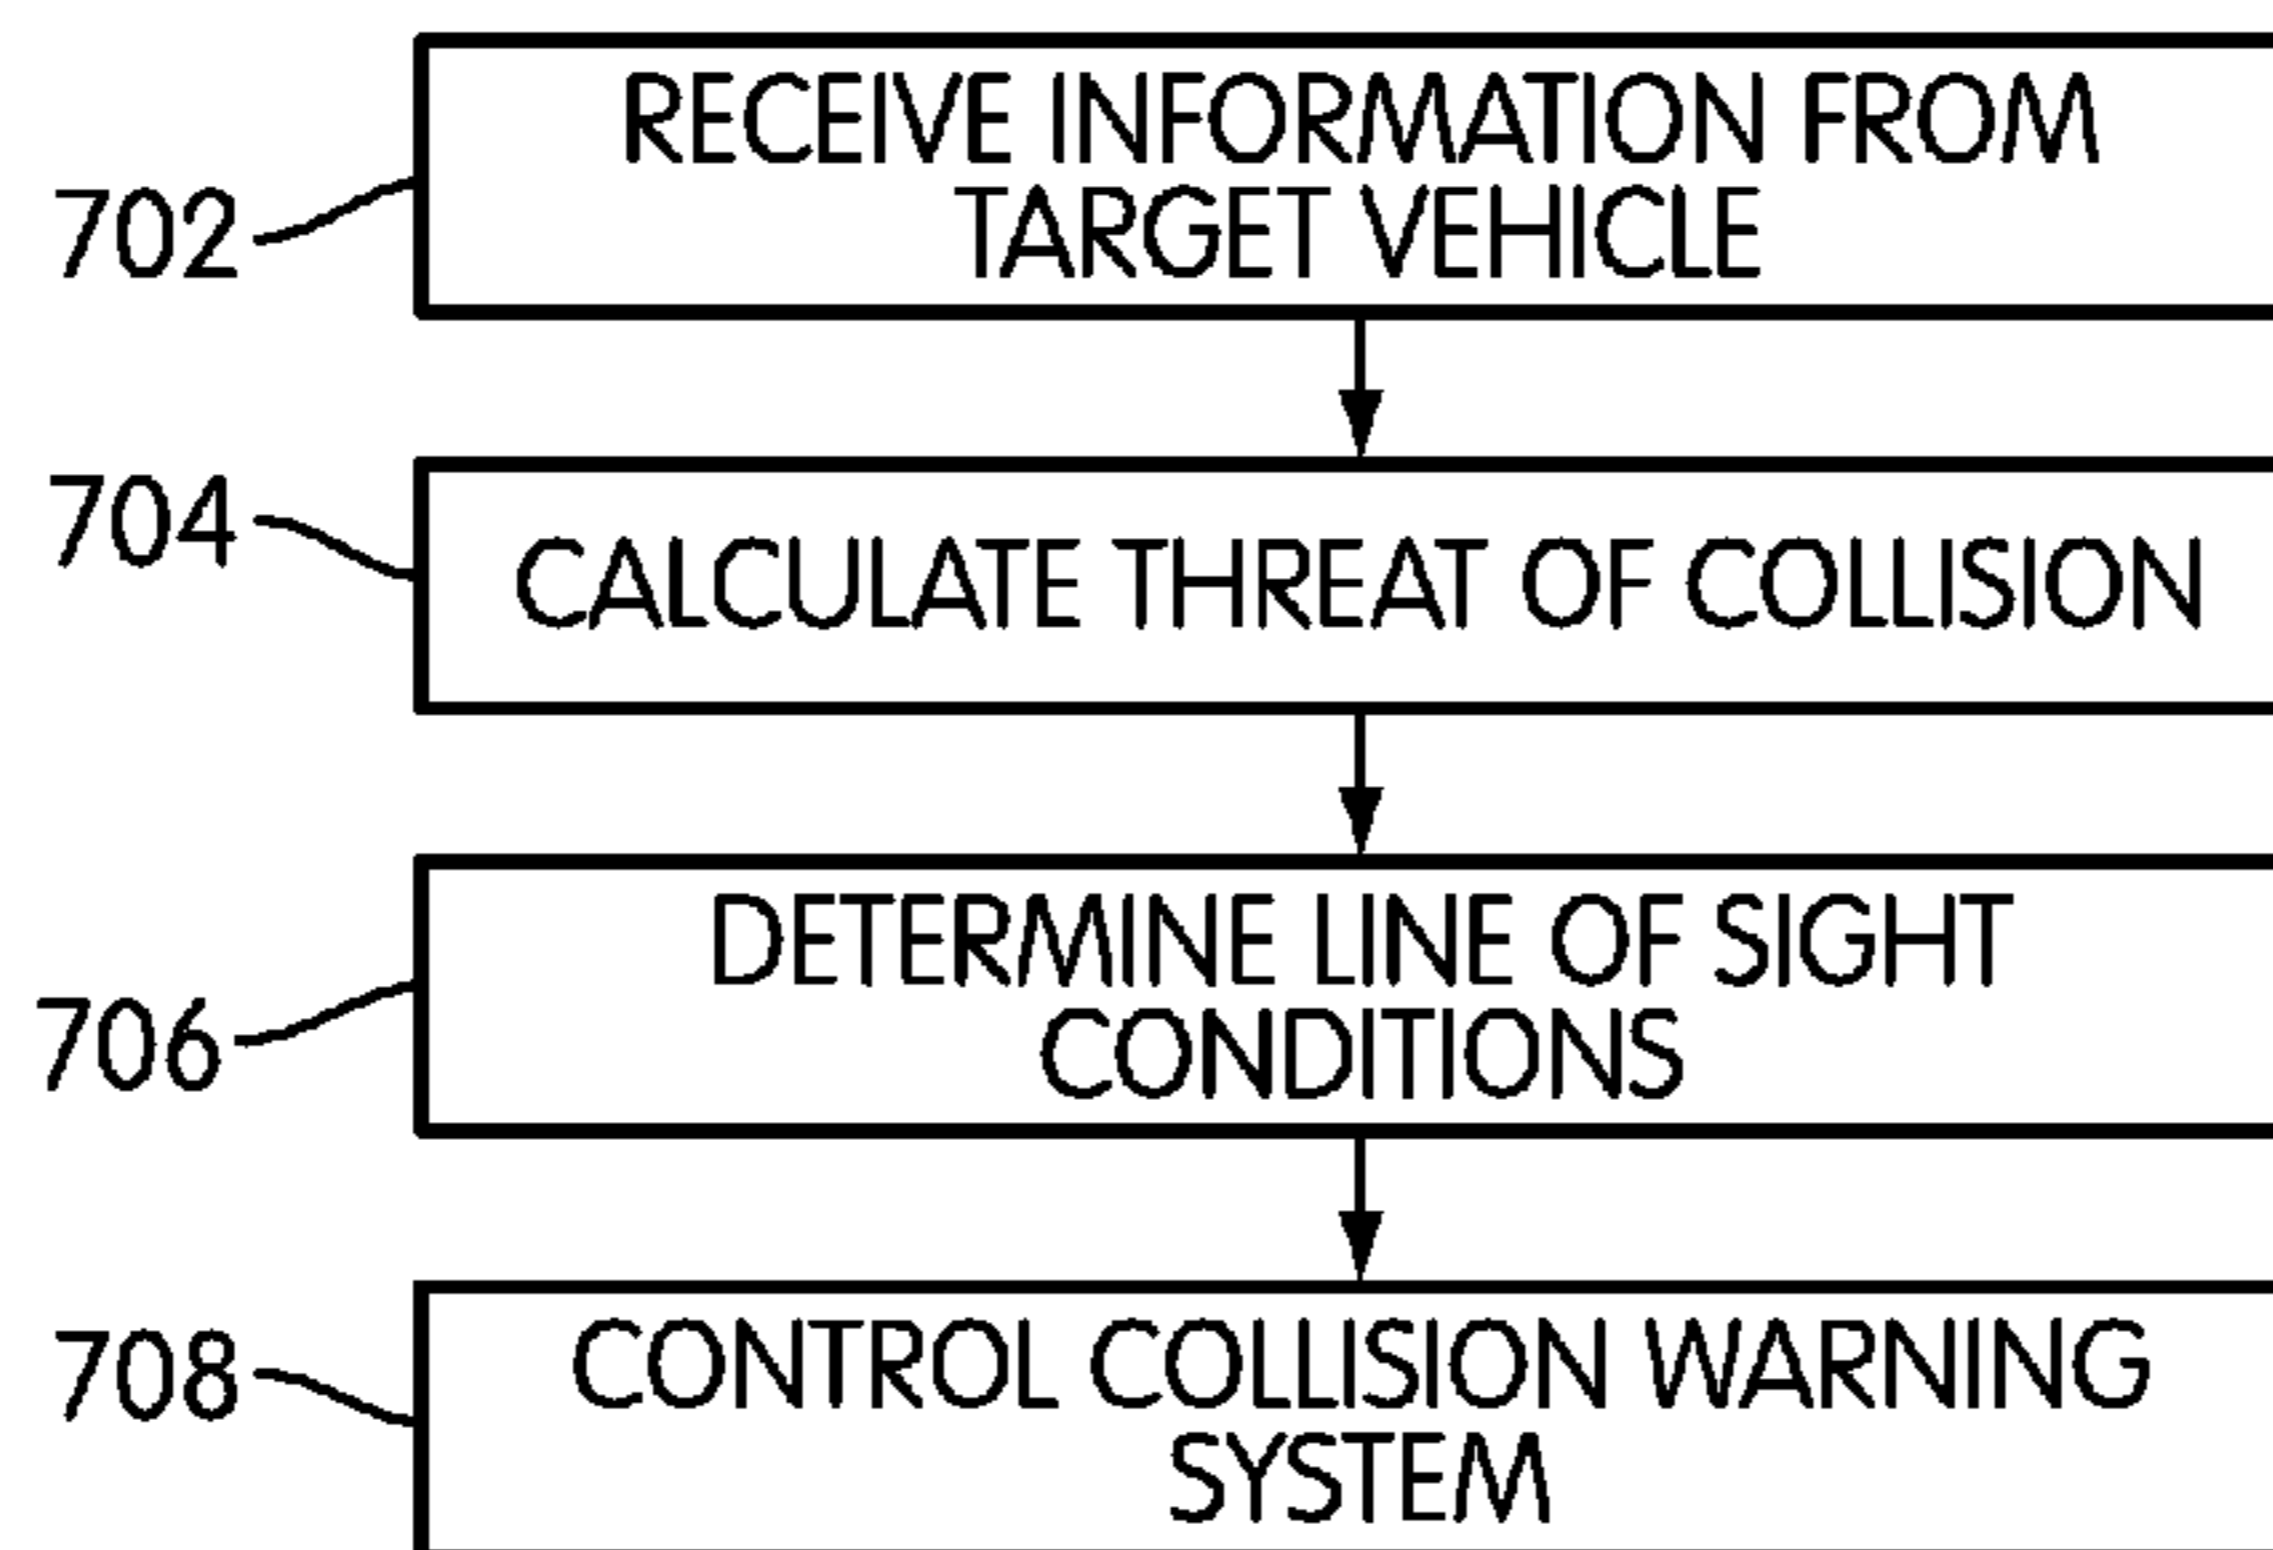 702
RECEIVE INFORMATION FROM
TARGET VEHICLE
704
CALCULATE THREAT OF COLLISION
706
DETERMINE LINE OF SIGHT
CONDITIONS
708
CONTROL COLLISION WARNING
SYSTEM